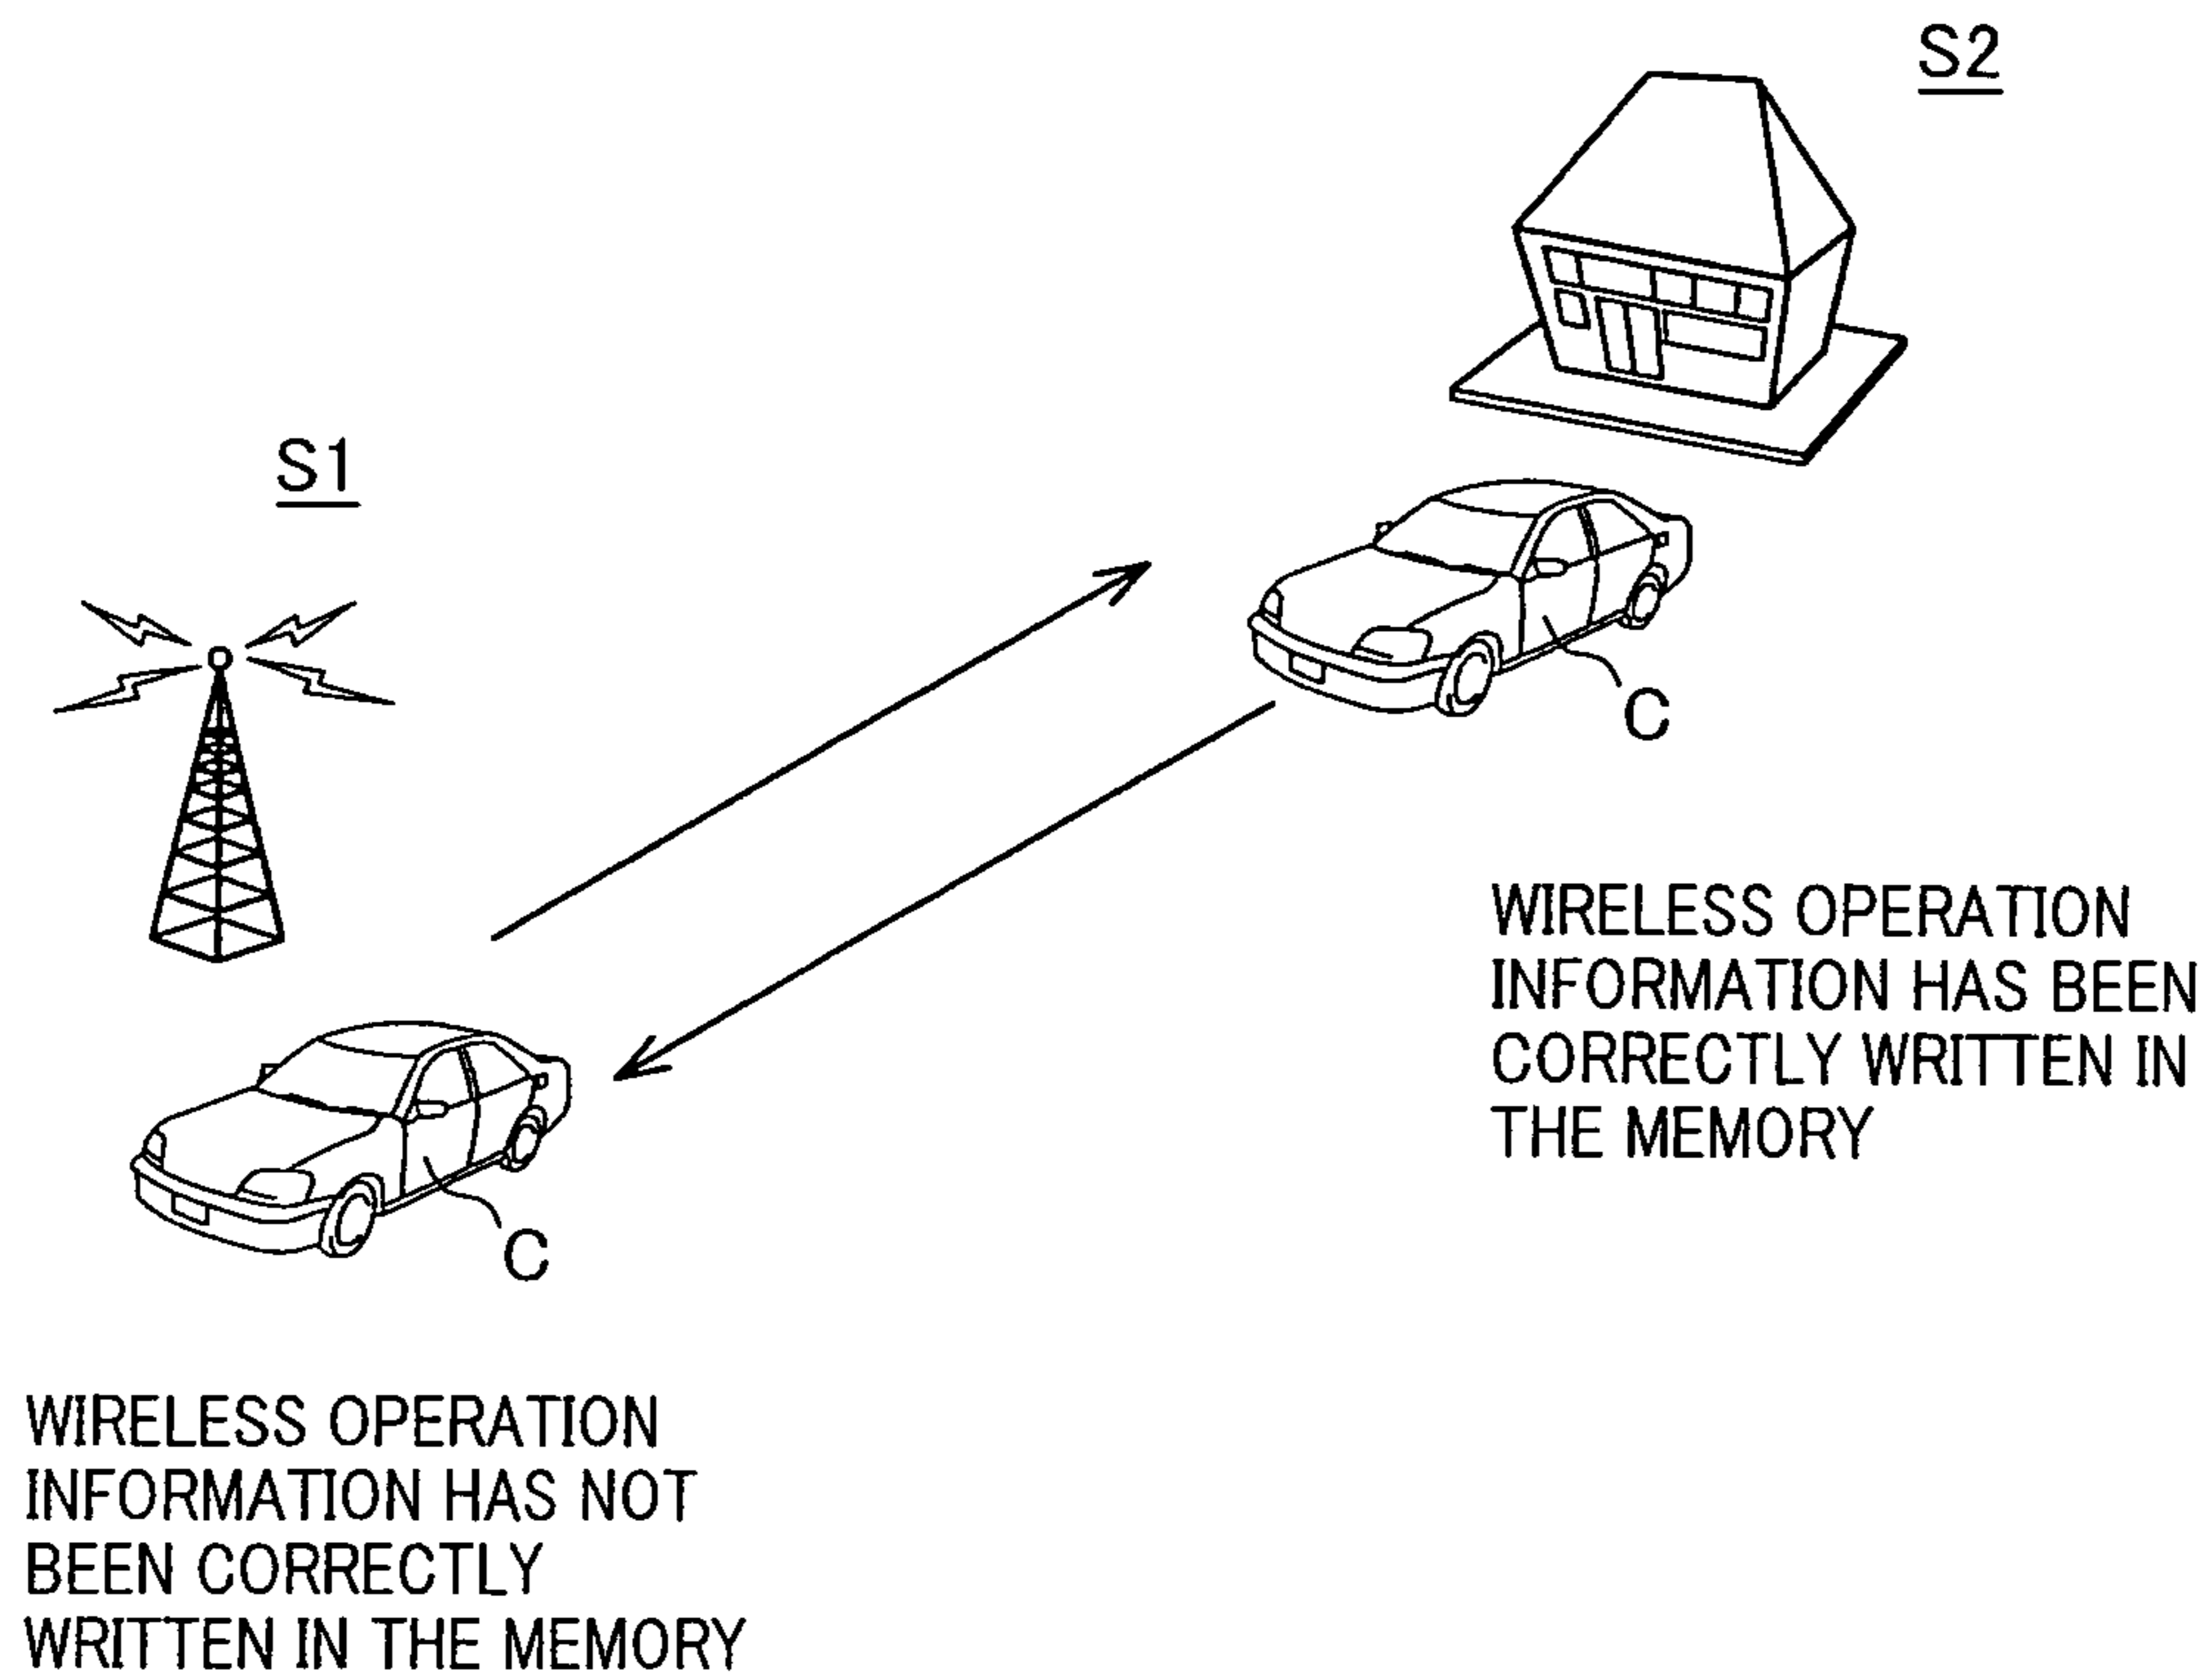 S2
S1
C
WIRELESS OPERATION
INFORMATION HAS BEEN
CORRECTLY WRITTEN IN
THE MEMORY
C
WIRELESS OPERATION
INFORMATION HAS NOT
BEEN CORRECTLY
WRITTEN IN THE MEMORY